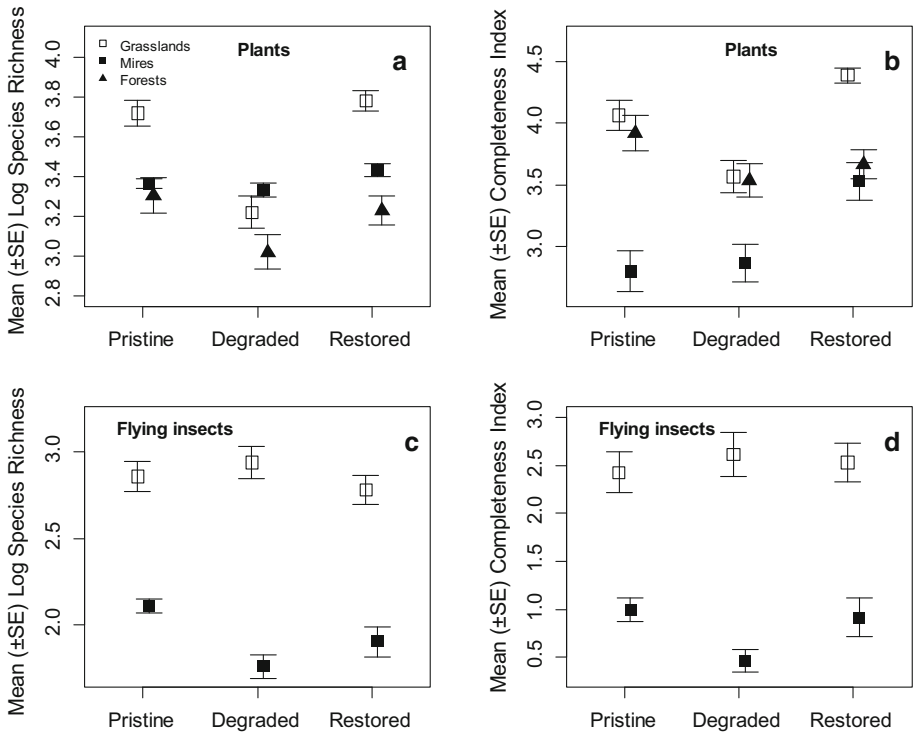 Mean (±SE) Log Species Richness
4.0
3.8
3.6
3.4
3.2
3.0
2.8
Grasslands
Mires
Forests
Plants
a
Pristine Degraded Restored
Mean (±SE) Completeness Index
4.5
4.0
3.5
3.0
Plants
b
Pristine Degraded Restored
Mean (±SE) Log Species Richness
3.0
2.5
2.0
Flying insects
c
Pristine Degraded Restored
Mean (±SE) Completeness Index
3.0
2.5
2.0
1.5
1.0
0.5
Flying insects
d
Pristine Degraded Restored